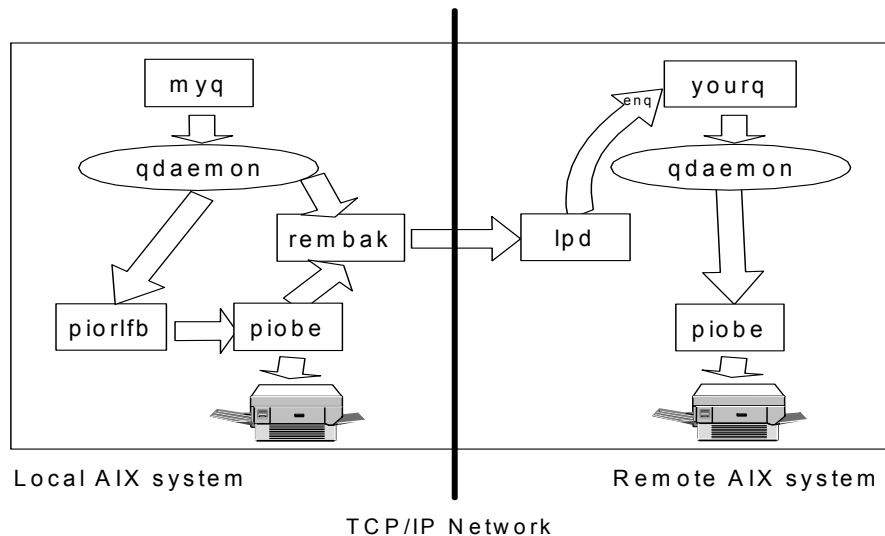 myq
qdaemon
rembak
piorlfb
piobe
enq
yourq
qdaemon
lpd
piobe
Local AIX system
Remote AIX system
TCP/IP Network